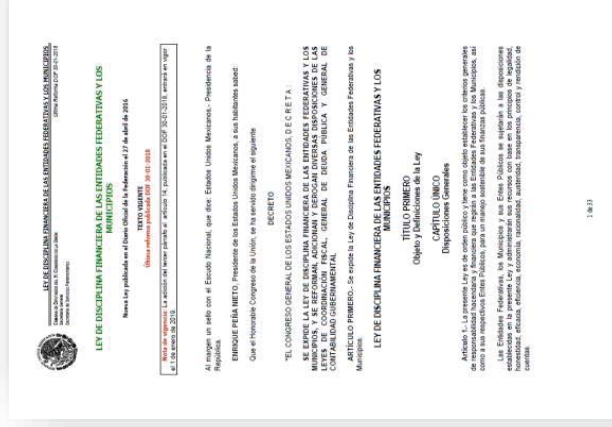 LEY DE DISCIPLINA FINANCIERA DE LAS ENTIDADES FEDERATIVAS Y LOS MUNICIPIOS
Última Reforma DOF 30-01-2018
LEY DE DISCIPLINA FINANCIERA DE LAS ENTIDADES FEDERATIVAS Y LOS
MUNICIPIOS
Nueva Ley publicada en el Diario Oficial de la Federación el 27 de abril de 2016
TEXTO VIGENTE
Última reforma publicada DOF 30-01-2018
Nota de vigencia: La adición del tercer párrafo al artículo 14, publicada en el DOF 30-01-2018, entrará en vigor
el 1 de enero de 2019.
Al margen un sello con el Escudo Nacional, que dice: Estados Unidos Mexicanos.- Presidencia de la
República.
ENRIQUE PEÑA NIETO, Presidente de los Estados Unidos Mexicanos, a sus habitantes sabed:
Que el Honorable Congreso de la Unión, se ha servido dirigirme el siguiente
DECRETO
"EL CONGRESO GENERAL DE LOS ESTADOS UNIDOS MEXICANOS, D E C R E T A :
SE EXPIDE LA LEY DE DISCIPLINA FINANCIERA DE LAS ENTIDADES FEDERATIVAS Y LOS
MUNICIPIOS, Y SE REFORMAN, ADICIONAN Y DEROGAN DIVERSAS DISPOSICIONES DE LAS
LEYES DE COORDINACIÓN FISCAL, GENERAL DE DEUDA PÚBLICA Y GENERAL DE
CONTABILIDAD GUBERNAMENTAL.
ARTÍCULO PRIMERO.- Se expide la Ley de Disciplina Financiera de las Entidades Federativas y los
Municipios.
LEY DE DISCIPLINA FINANCIERA DE LAS ENTIDADES FEDERATIVAS Y LOS
MUNICIPIOS
TÍTULO PRIMERO
Objeto y Definiciones de la Ley
CAPÍTULO ÚNICO
Disposiciones Generales
Artículo 1.- La presente Ley es de orden público y tiene como objeto establecer los criterios generales
de responsabilidad hacendaria y financiera que regirán a las Entidades Federativas y los Municipios, así
como a sus respectivos Entes Públicos, para un manejo sostenible de sus finanzas públicas.
Las Entidades Federativas, los Municipios y sus Entes Públicos se sujetarán a las disposiciones
establecidas en la presente Ley y administrarán sus recursos con base en los principios de legalidad,
honestidad, eficacia, eficiencia, economía, racionalidad, austeridad, transparencia, control y rendición de
cuentas.
1 de 33